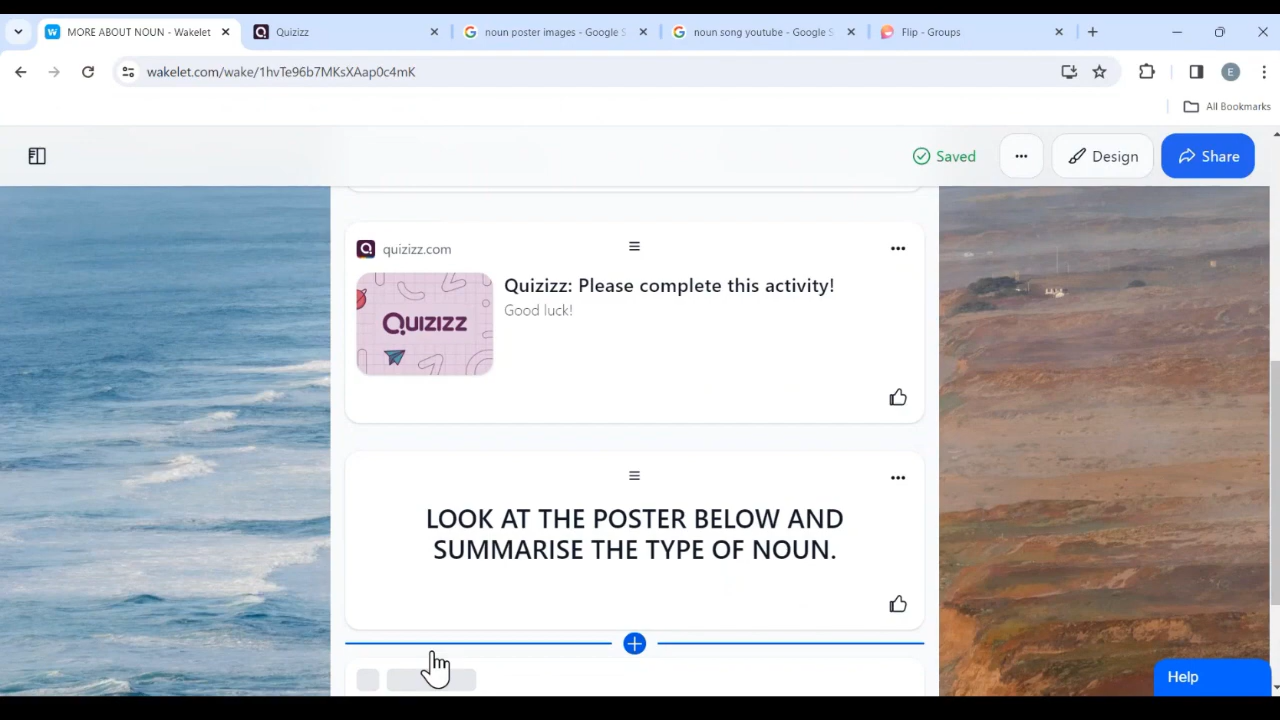 MORE ABOUT NOUN - Wakelet
Quizizz
noun poster images - Google S
noun song youtube - Google S
Flip - Groups
wakelet.com/wake/1hvTe96b7MKsXAap0c4mK
E
All Bookmarks
Saved
Design
Share
quizizz.com
Quizizz: Please complete this activity!
Good luck!
QUIZIZZ
LOOK AT THE POSTER BELOW AND
SUMMARISE THE TYPE OF NOUN.
Help